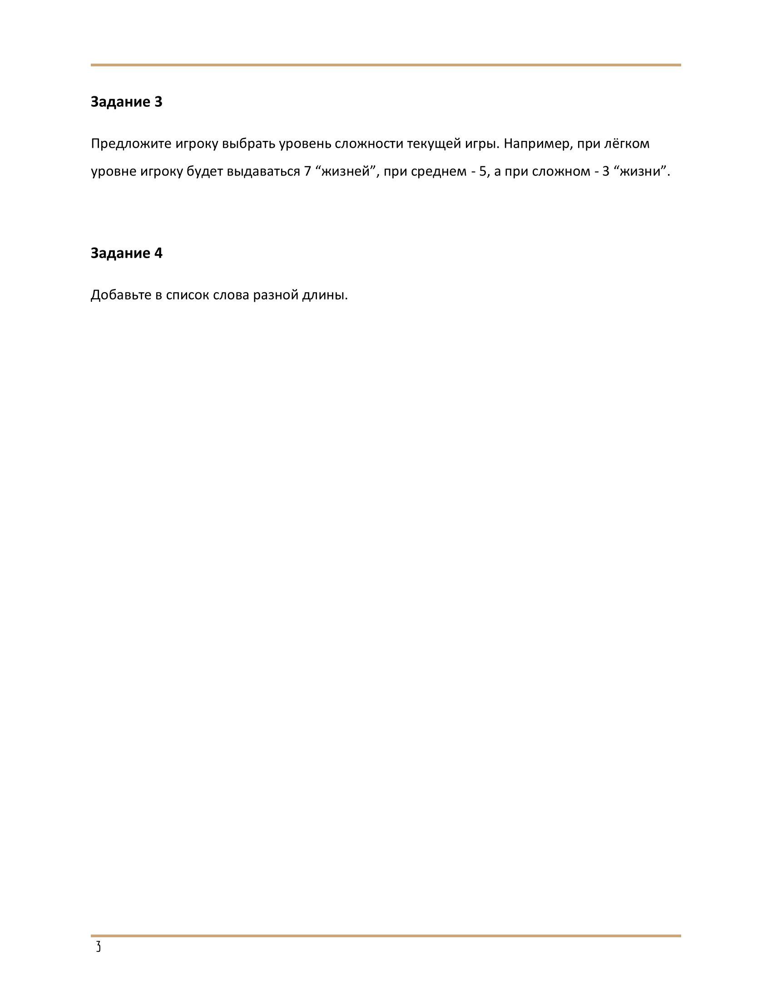 Задание 3
Предложите игроку выбрать уровень сложности текущей игры. Например, при лёгком
уровне игроку будет выдаваться 7 “жизней”, при среднем - 5, а при сложном - 3 “жизни”.
Задание 4
Добавьте в список слова разной длины.
3